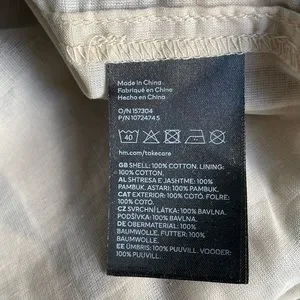 Made in China
Fabriqué en Chine
Hecho en China
O/N 157304
P/N 10724745
40
hm.com/takecare
GB SHELL: 100% COTTON. LINING:
100% COTTON.
AL SHTRESA E JASHTME: 100%
PAMBUK. ASTARI: 100% PAMBUK.
CAT EXTERIOR: 100% COTÓ. FOLRE:
100% COTÓ.
CZ SVRCHNÍ LÁTKA: 100% BAVLNA.
PODŠÍVKA: 100% BAVLNA.
DE OBERMATERIAL: 100%
BAUMWOLLE. FUTTER: 100%
BAUMWOLLE.
EE ÜMBRIS: 100% PUUVILL. VOODER:
100% PUUVILL.